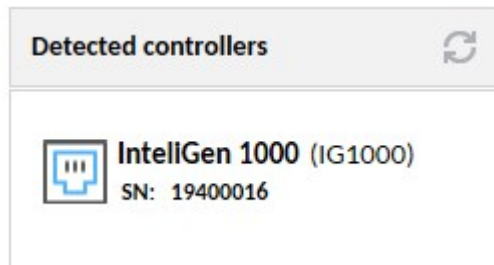 Detected controllers
InteliGen 1000 (IG1000)
SN: 19400016